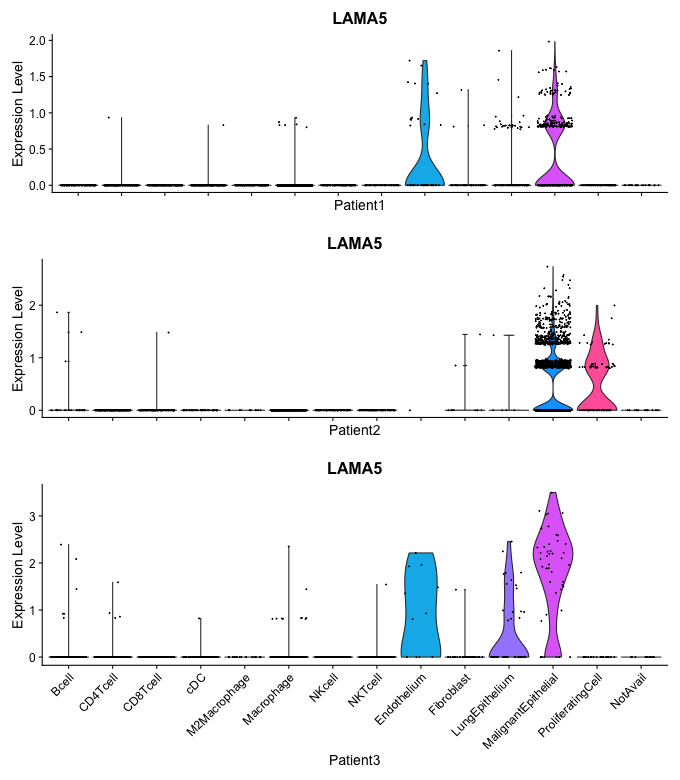 LAMA5
Expression Level
2.0
1.5
1.0
0.5
0.0
Patient1
LAMA5
Expression Level
2
1
0
Patient2
LAMA5
Expression Level
3
2
1
0
Bcell
CD4Tcell
CD8Tcell
cDC
M2Macrophage
Macrophage
NKcell
NKTcell
Endothelium
Fibroblast
LungEpithelium
MalignantEpithelial
ProliferatingCell
NotAvail
Patient3